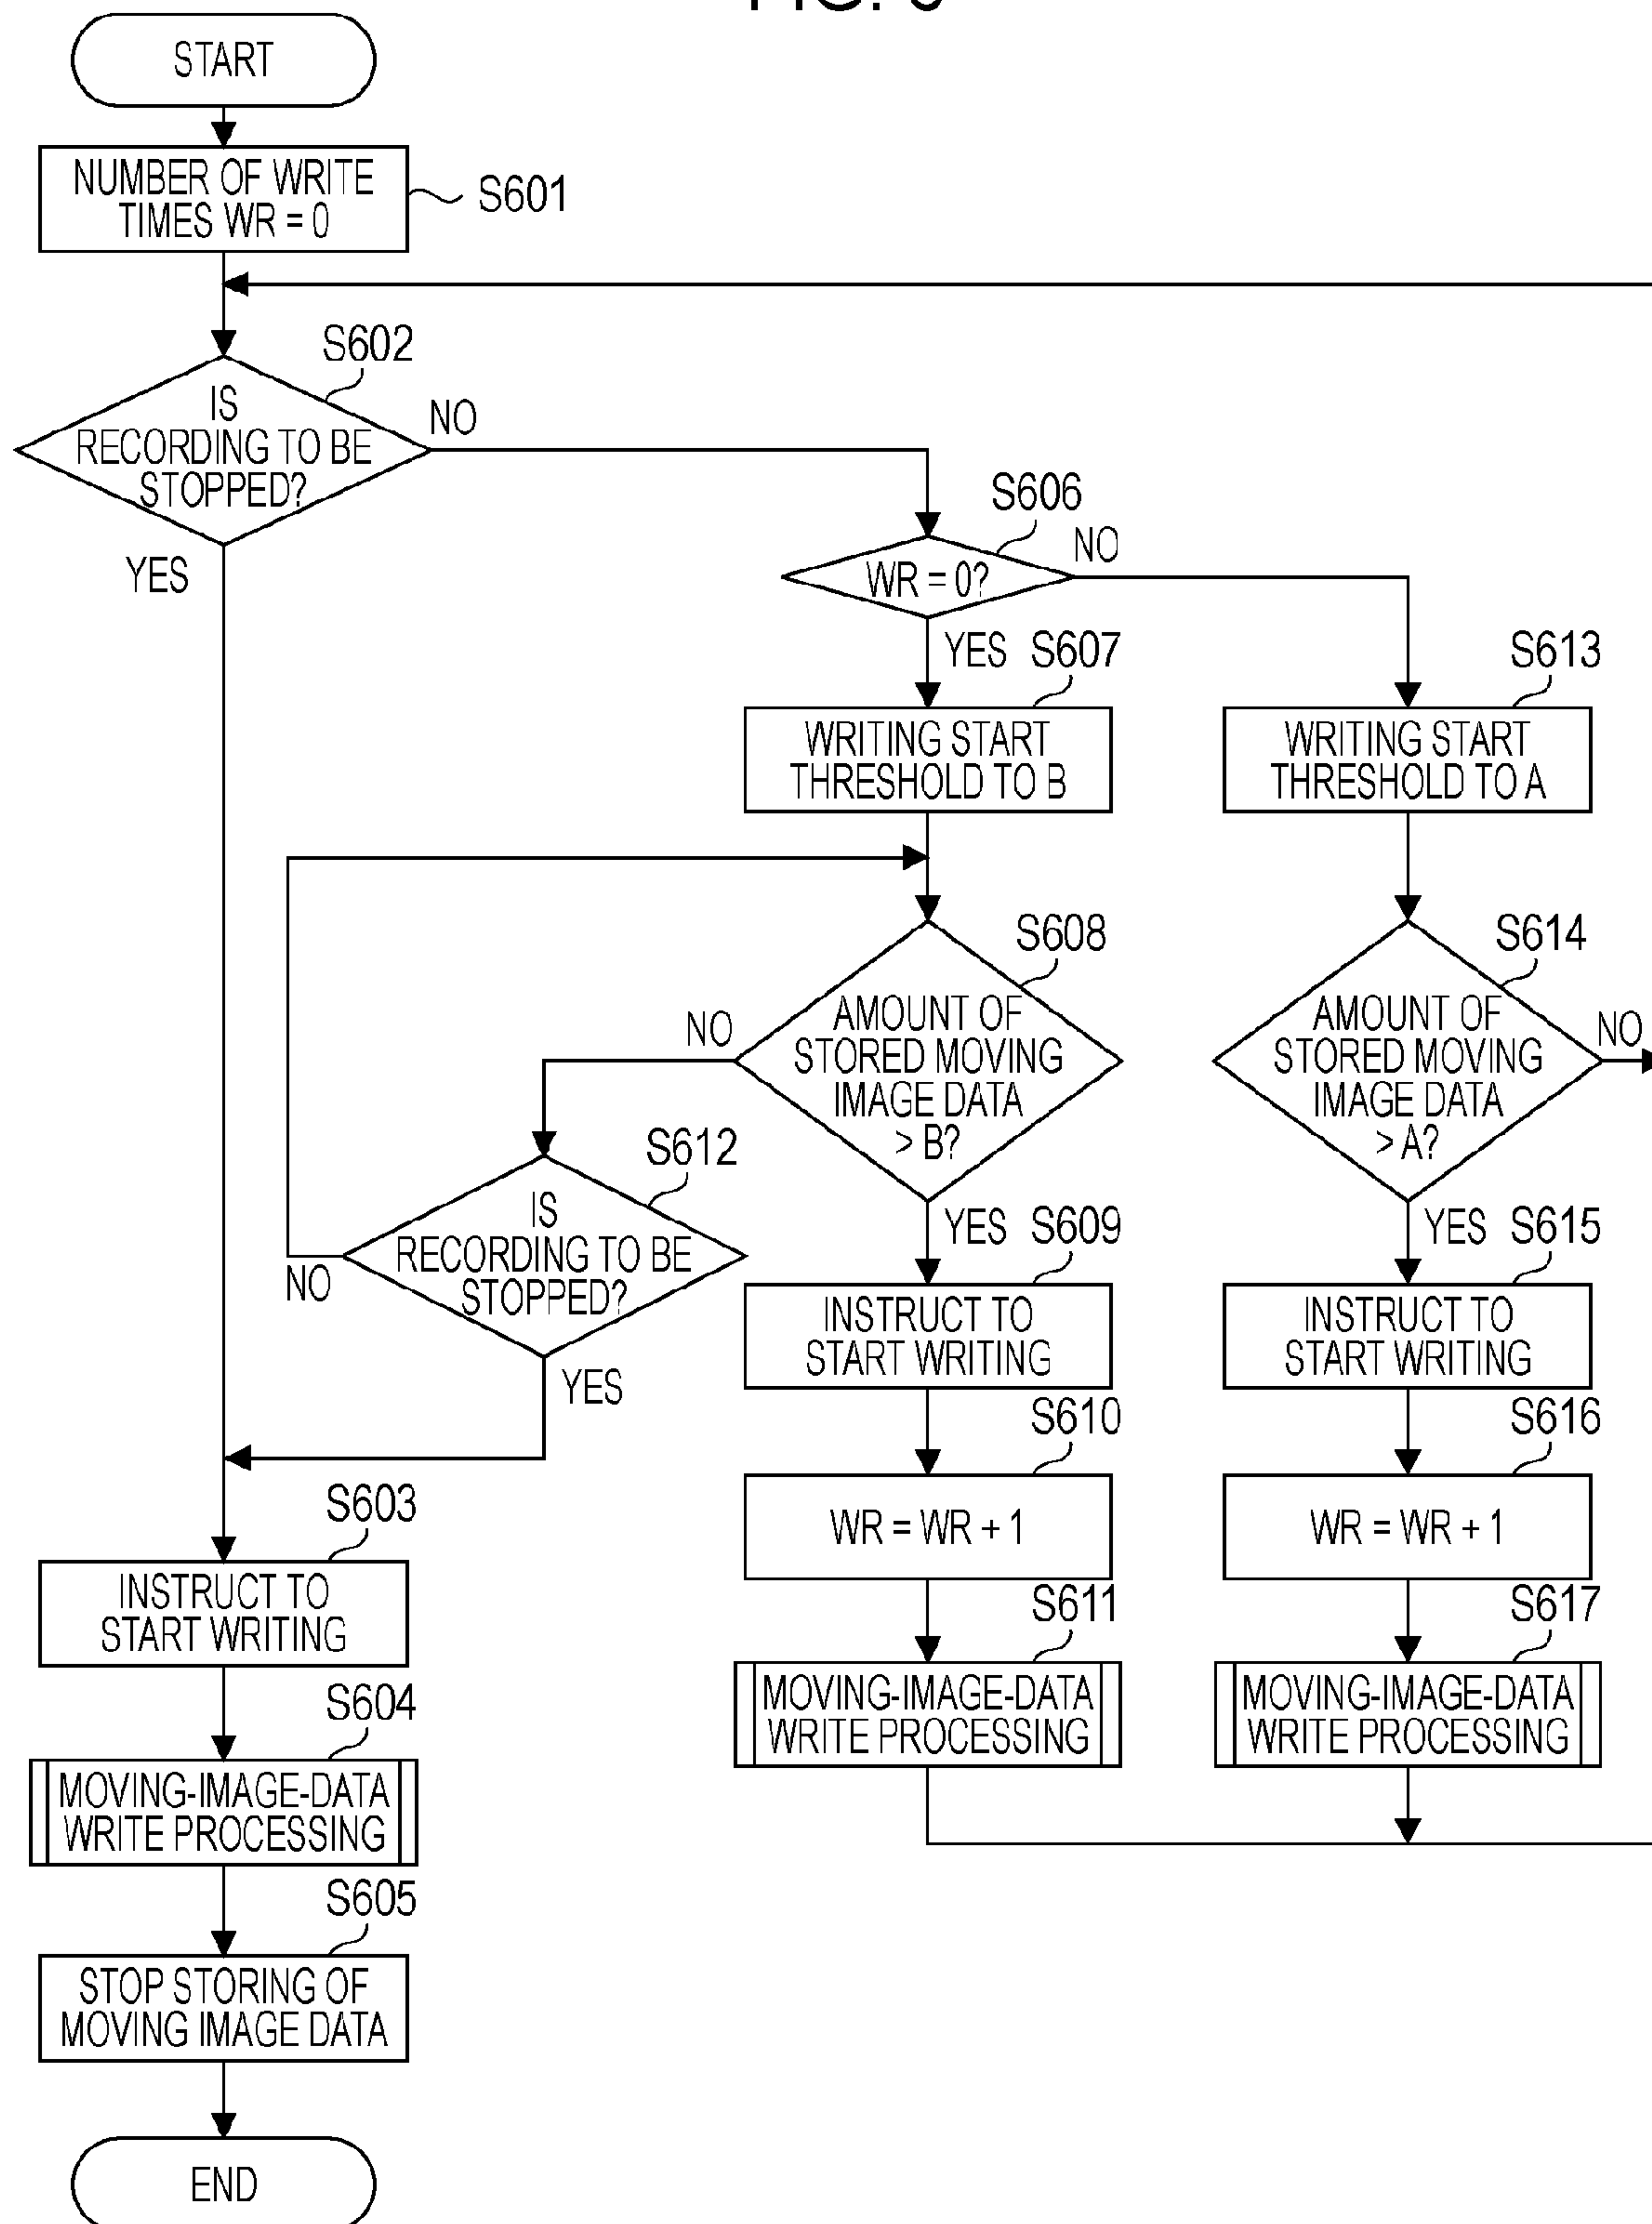 FIG.
START
NUMBER OF WRITE
TIMES WR = 0
S601
S602
IS
RECORDING TO BE
STOPPED?
NO
YES
S606
WR = 0?
NO
YES
S607
WRITING START
THRESHOLD TO B
S613
WRITING START
THRESHOLD TO A
S608
AMOUNT OF
STORED MOVING
IMAGE DATA
> B?
NO
YES
S614
AMOUNT OF
STORED MOVING
IMAGE DATA
> A?
NO
YES
S612
IS
RECORDING TO BE
STOPPED?
NO
YES
S609
INSTRUCT TO
START WRITING
S615
INSTRUCT TO
START WRITING
S610
WR = WR + 1
S616
WR = WR + 1
S603
INSTRUCT TO
START WRITING
S611
MOVING-IMAGE-DATA
WRITE PROCESSING
S617
MOVING-IMAGE-DATA
WRITE PROCESSING
S604
MOVING-IMAGE-DATA
WRITE PROCESSING
S605
STOP STORING OF
MOVING IMAGE DATA
END